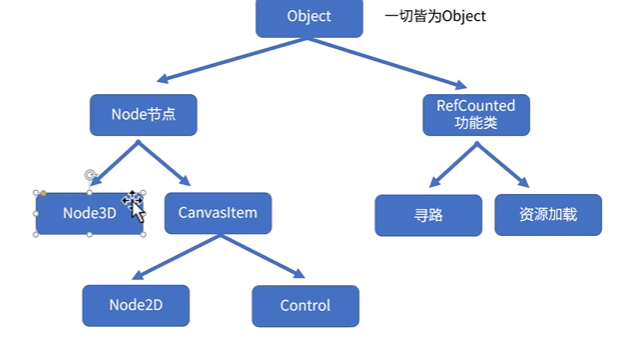 Object
一切皆为Object
Node节点
RefCounted
功能类
Node3D
CanvasItem
寻路
资源加载
Node2D
Control